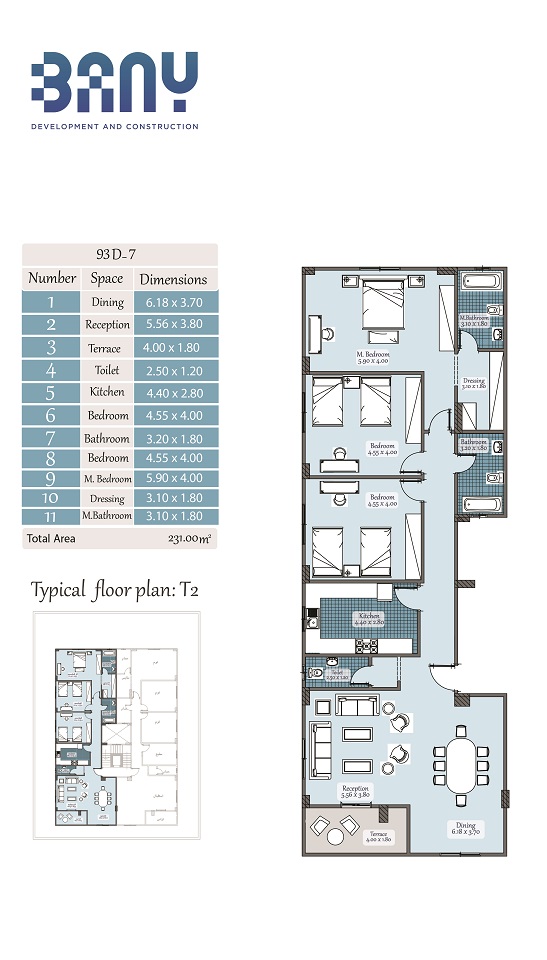 BANY
DEVELOPMENT AND CONSTRUCTION
93D-7
Number Space Dimensions
1 Dining 6.18 x 3.70
2 Reception 5.56 x 3.80
3 Terrace 4.00 x 1.80
4 Toilet 2.50 x 1.20
5 Kitchen 4.40 x 2.80
6 Bedroom 4.55 x 4.00
7 Bathroom 3.20 x 1.80
8 Bedroom 4.55 x 4.00
9 M. Bedroom 5.90 x 4.00
10 Dressing 3.10 x 1.80
11 M.Bathroom 3.10 x 1.80
Total Area 231.00m²
Typical floor plan: T2
M. Bedroom
5.90 x 4.00
M.Bathroom
3.10 x 1.80
Dressing
3.10 x 1.80
Bedroom
4.55 x 4.00
Bathroom
3.20 x 1.80
Bedroom
4.55 x 4.00
Kitchen
4.40 x 2.80
Toilet
2.50 x 1.20
Reception
5.56 x 3.80
Dining
6.18 x 3.70
Terrace
4.00 x 1.80